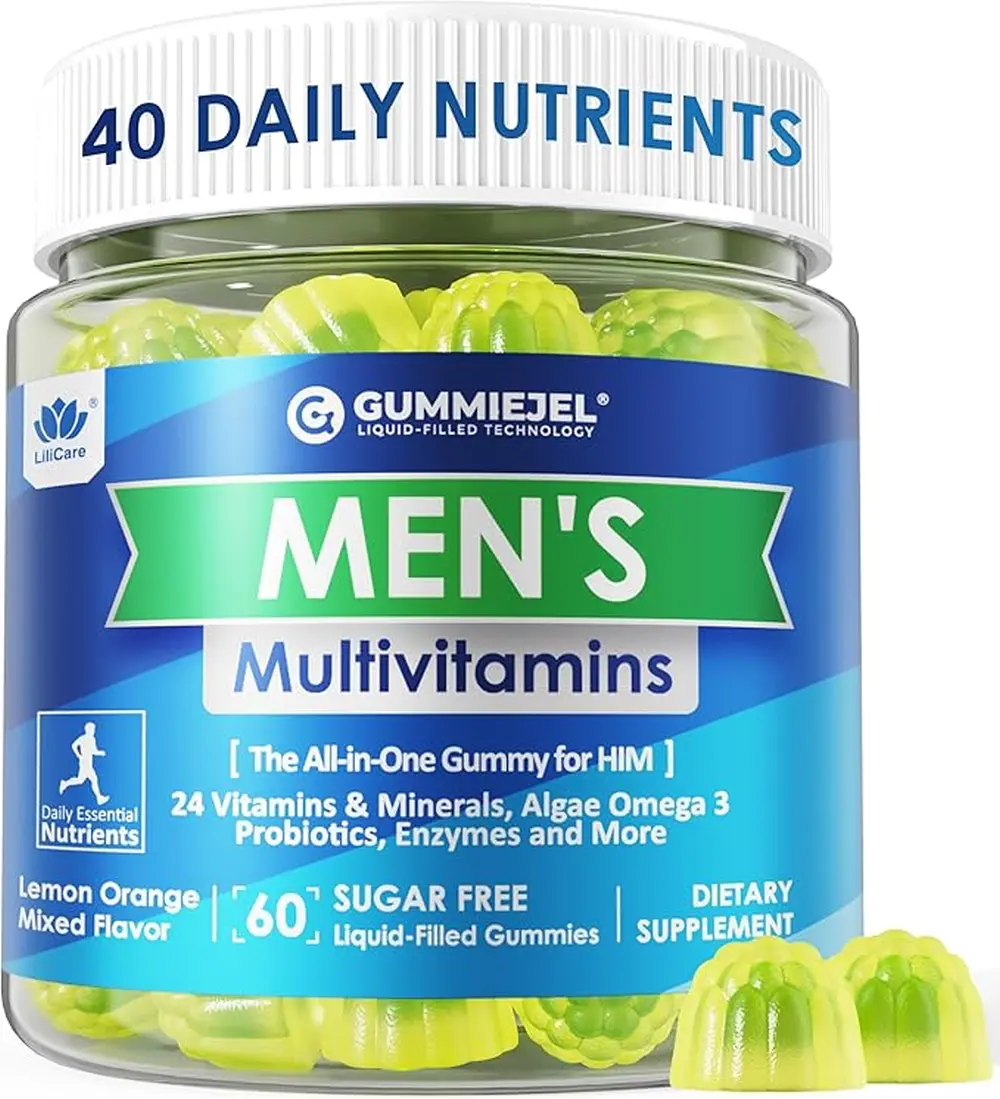 40 DAILY NUTRIENTS
LiliCare®
GUMMIEJEL®
LIQUID-FILLED TECHNOLOGY
MEN'S
Multivitamins
[ The All-in-One Gummy for HIM ]
24 Vitamins & Minerals, Algae Omega 3
Probiotics, Enzymes and More
Daily Essential
Nutrients
Lemon Orange
Mixed Flavor
60
SUGAR FREE
Liquid-Filled Gummies
DIETARY
SUPPLEMENT